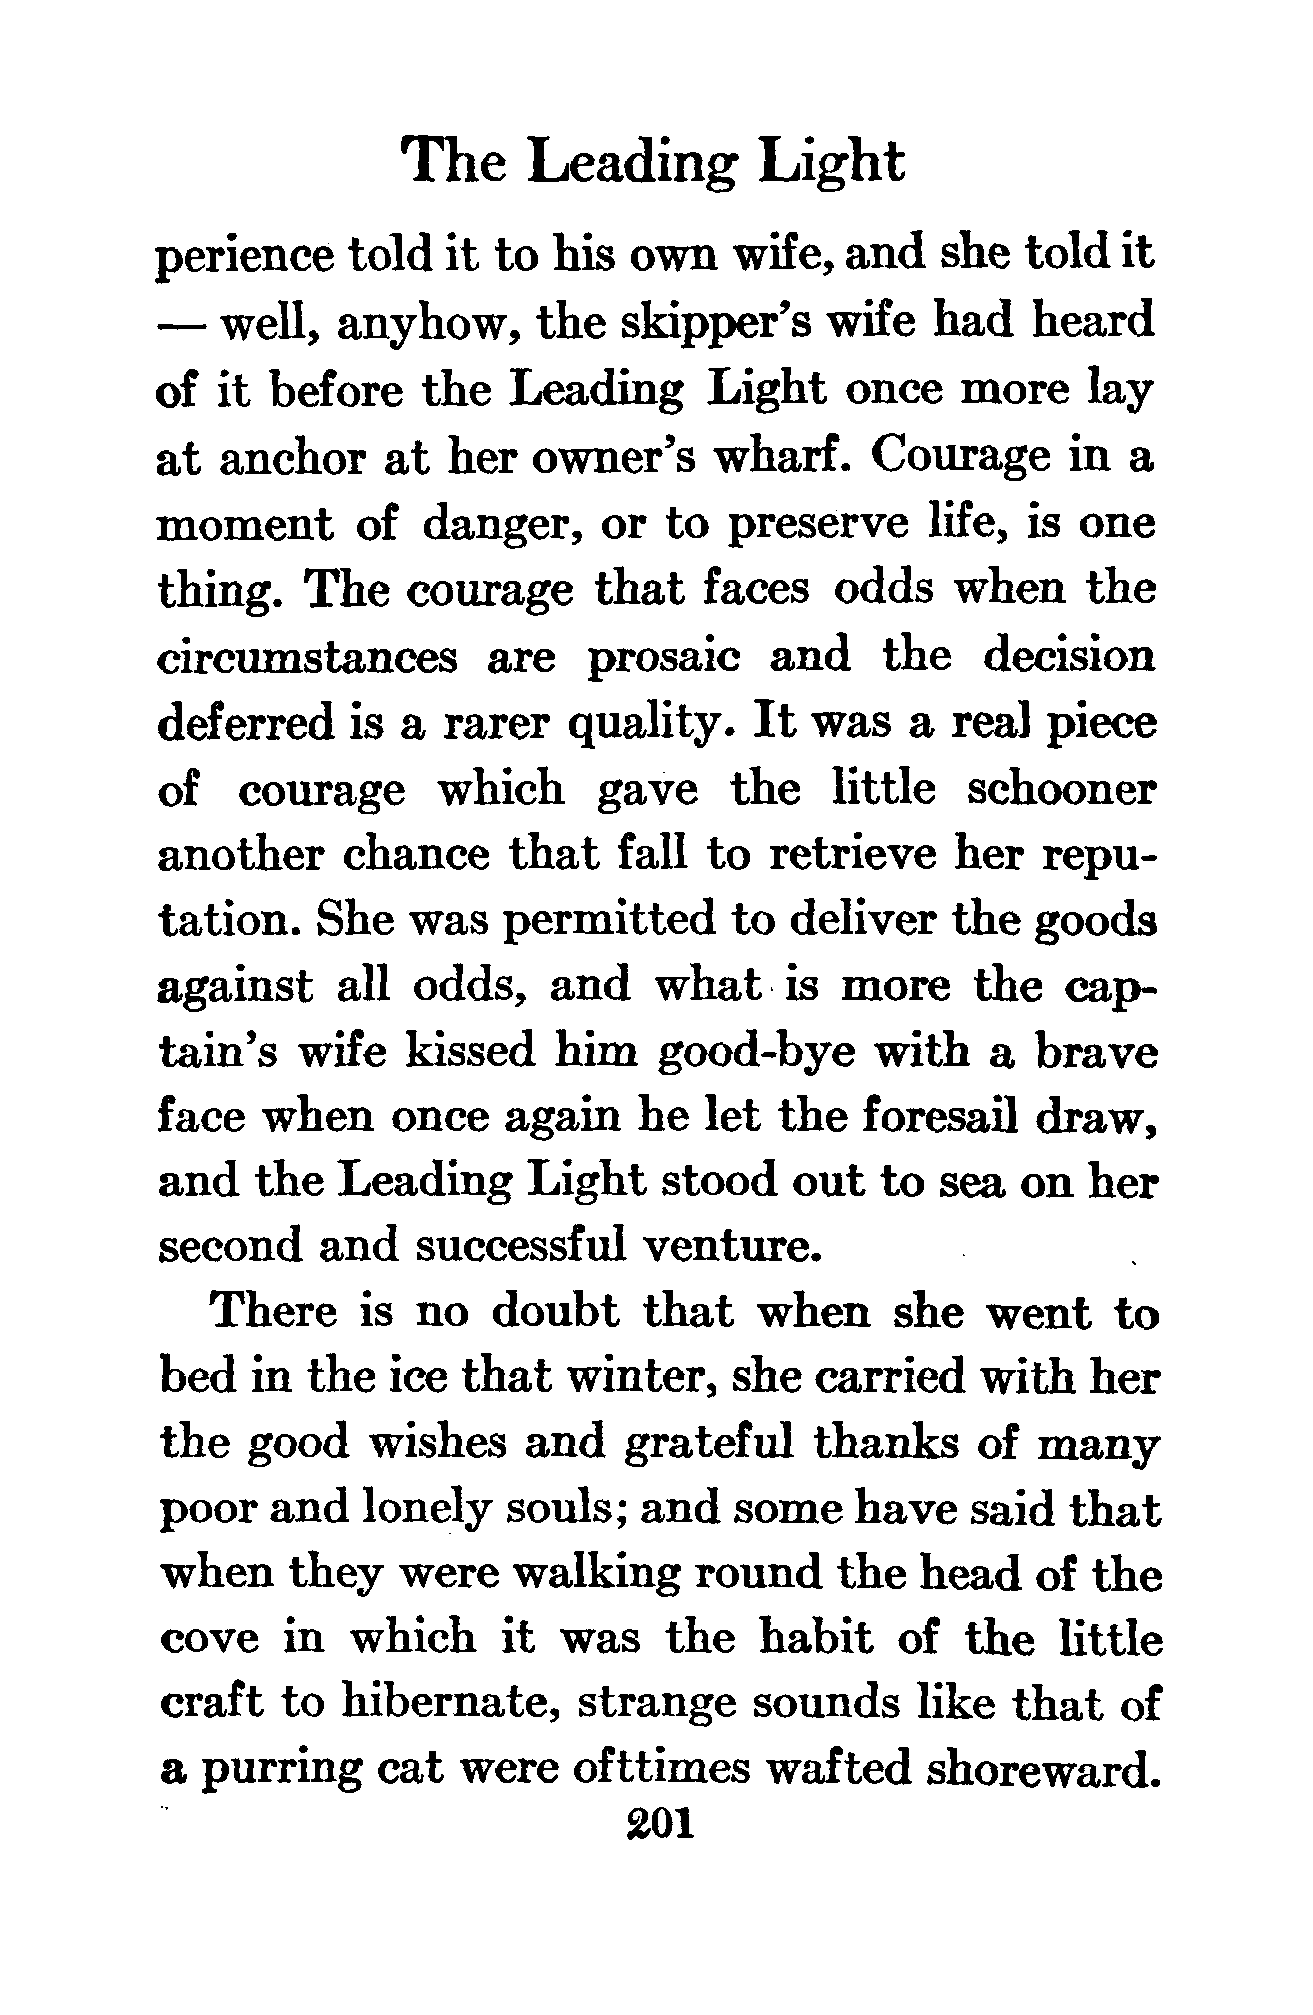 The Leading Light
perience told it to his own wife, and she told it
— well, anyhow, the skipper's wife had heard
of it before the Leading Light once more lay
at anchor at her owner's wharf. Courage in a
moment of danger, or to preserve life, is one
thing. The courage that faces odds when the
circumstances are prosaic and the decision
deferred is a rarer quality. It was a real piece
of courage which gave the little schooner
another chance that fall to retrieve her repu-
tation. She was permitted to deliver the goods
against all odds, and what is more the cap-
tain's wife kissed him good-bye with a brave
face when once again he let the foresail draw,
and the Leading Light stood out to sea on her
second and successful venture.
There is no doubt that when she went to
bed in the ice that winter, she carried with her
the good wishes and grateful thanks of many
poor and lonely souls; and some have said that
when they were walking round the head of the
cove in which it was the habit of the little
craft to hibernate, strange sounds like that of
a purring cat were ofttimes wafted shoreward.
201